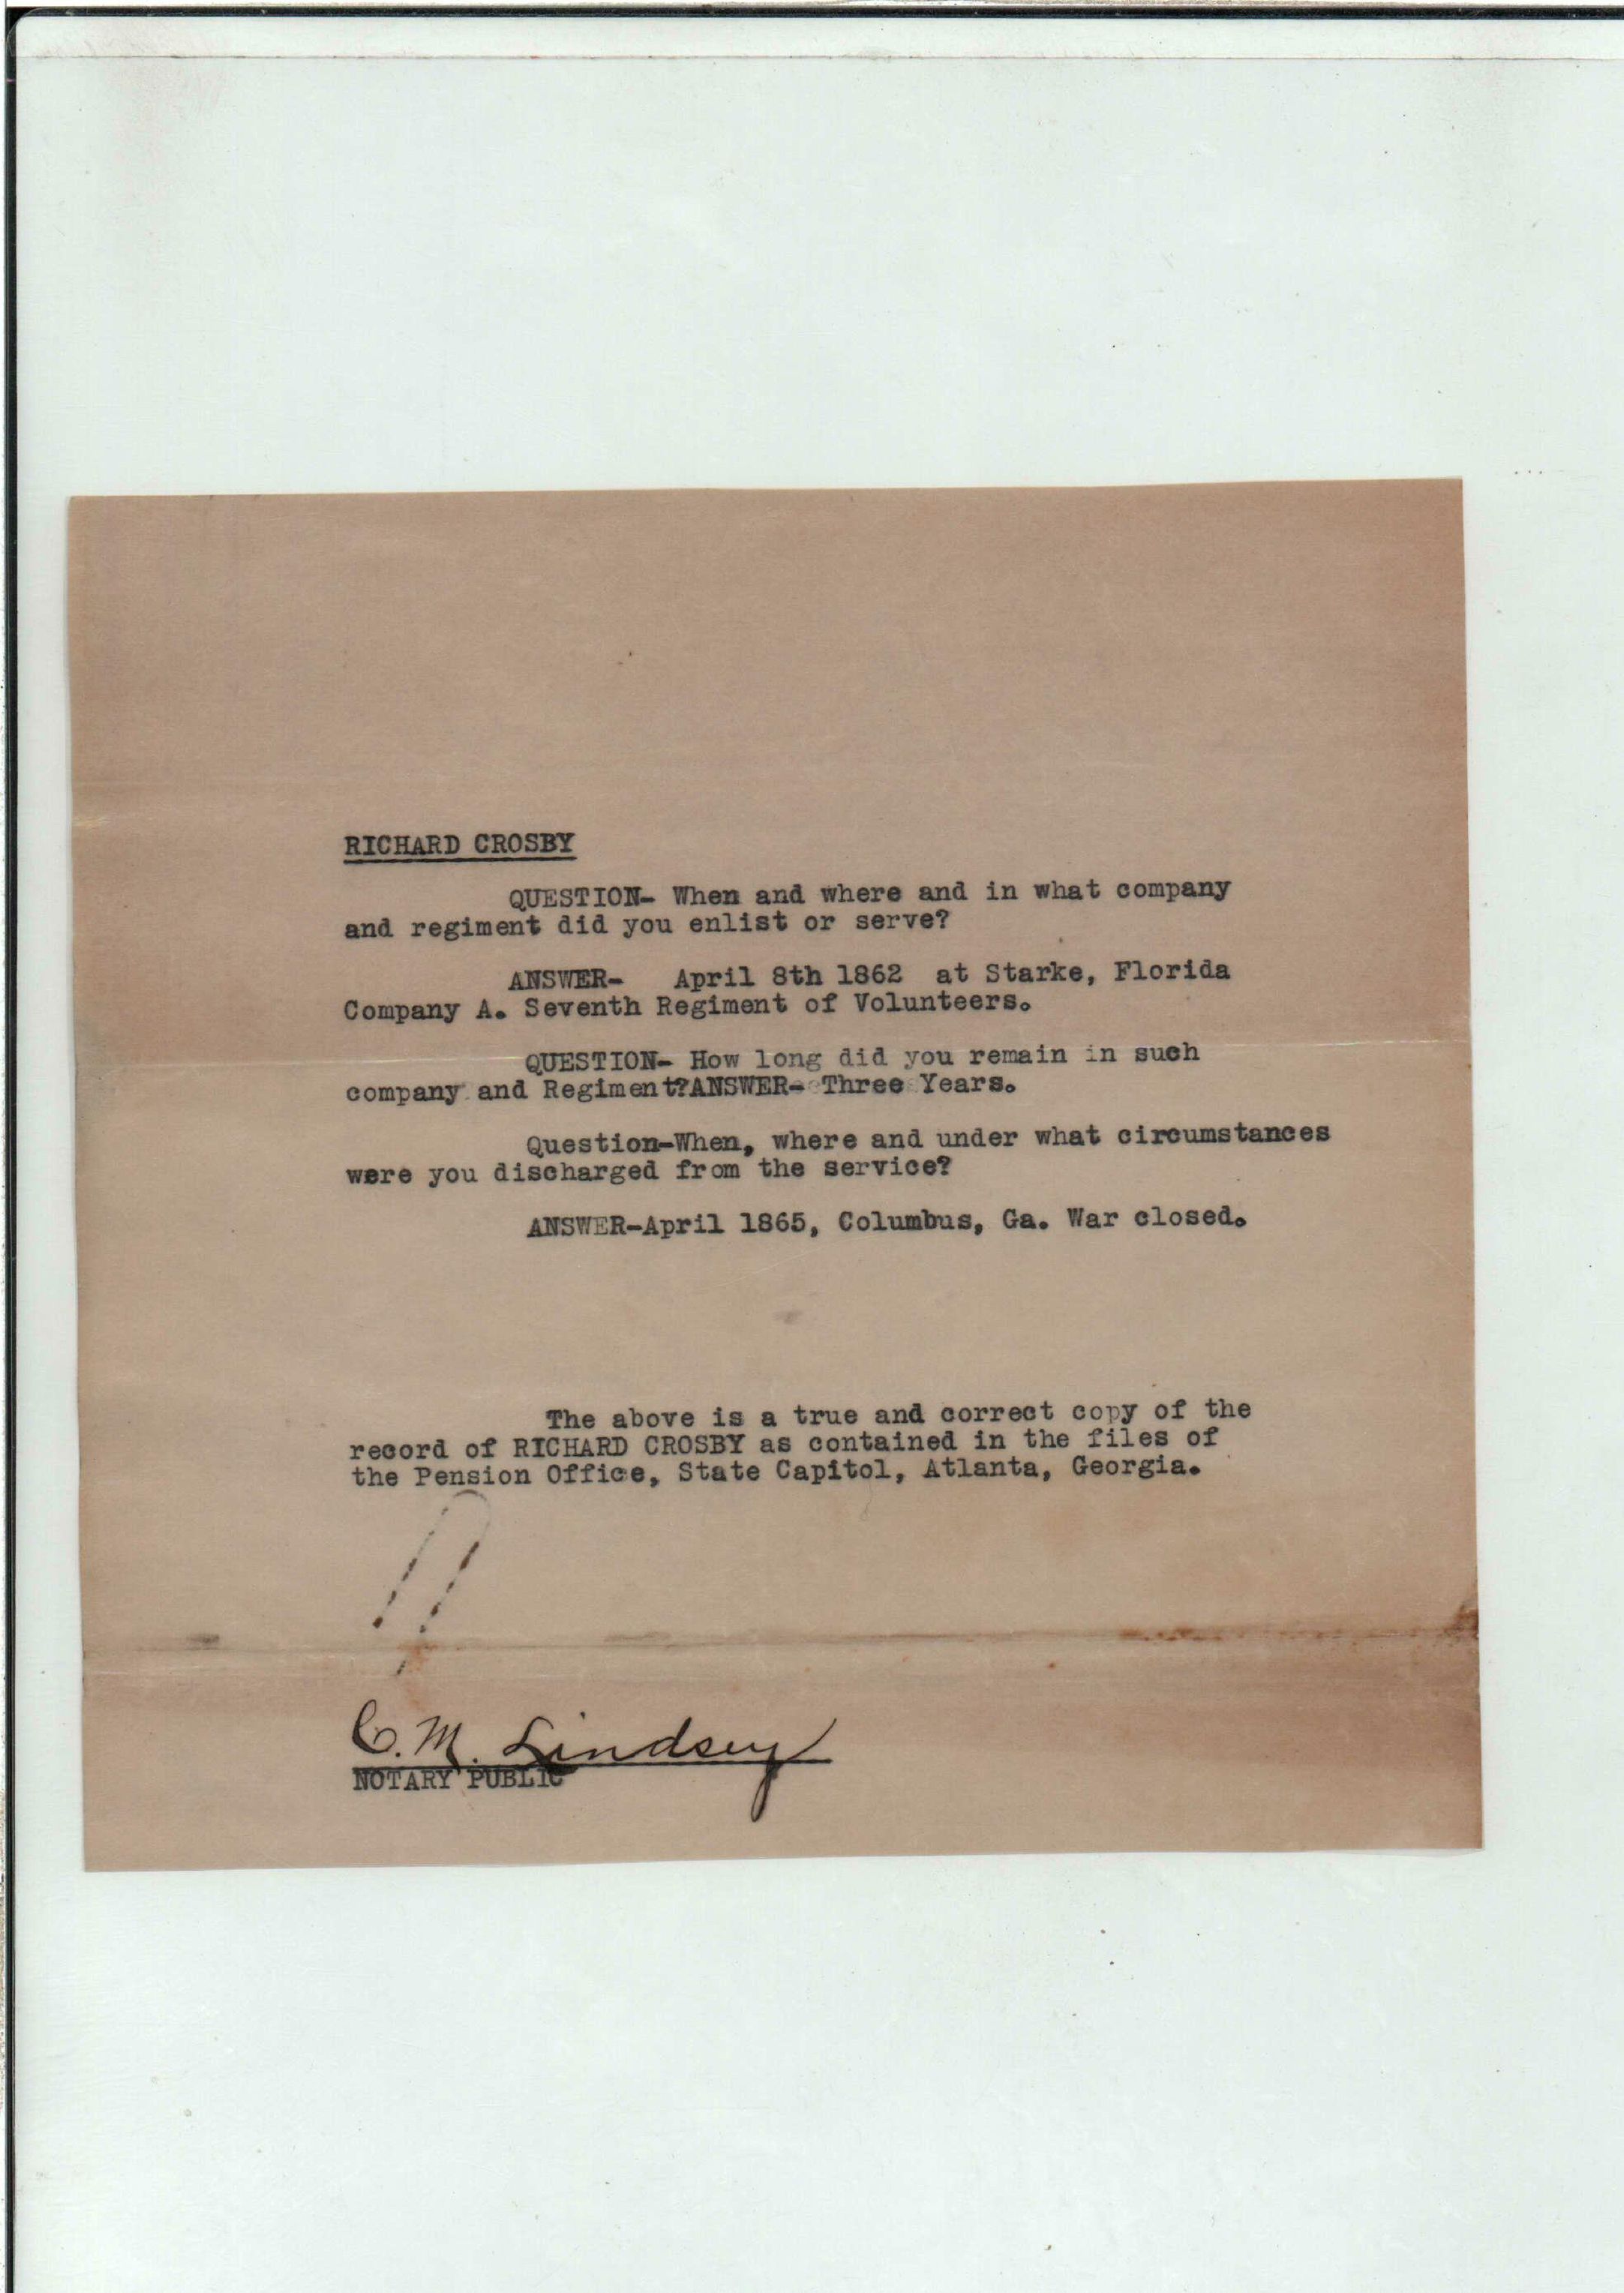 RICHARD CROSBY
QUESTION- When and where and in what company
and regiment did you enlist or serve?
ANSWER- April 8th 1862 at Starke, Florida
Company A. Seventh Regiment of Volunteers.
QUESTION- How long did you remain in such
company and Regiment?ANSWER- Three Years.
Question-When, where and under what circumstances
were you discharged from the service?
ANSWER-April 1865, Columbus, Ga. War closed.
The above is a true and correct copy of the
record of RICHARD CROSBY as contained in the files of
the Pension Office, State Capitol, Atlanta, Georgia.
C. M. Lindsey
NOTARY PUBLIC